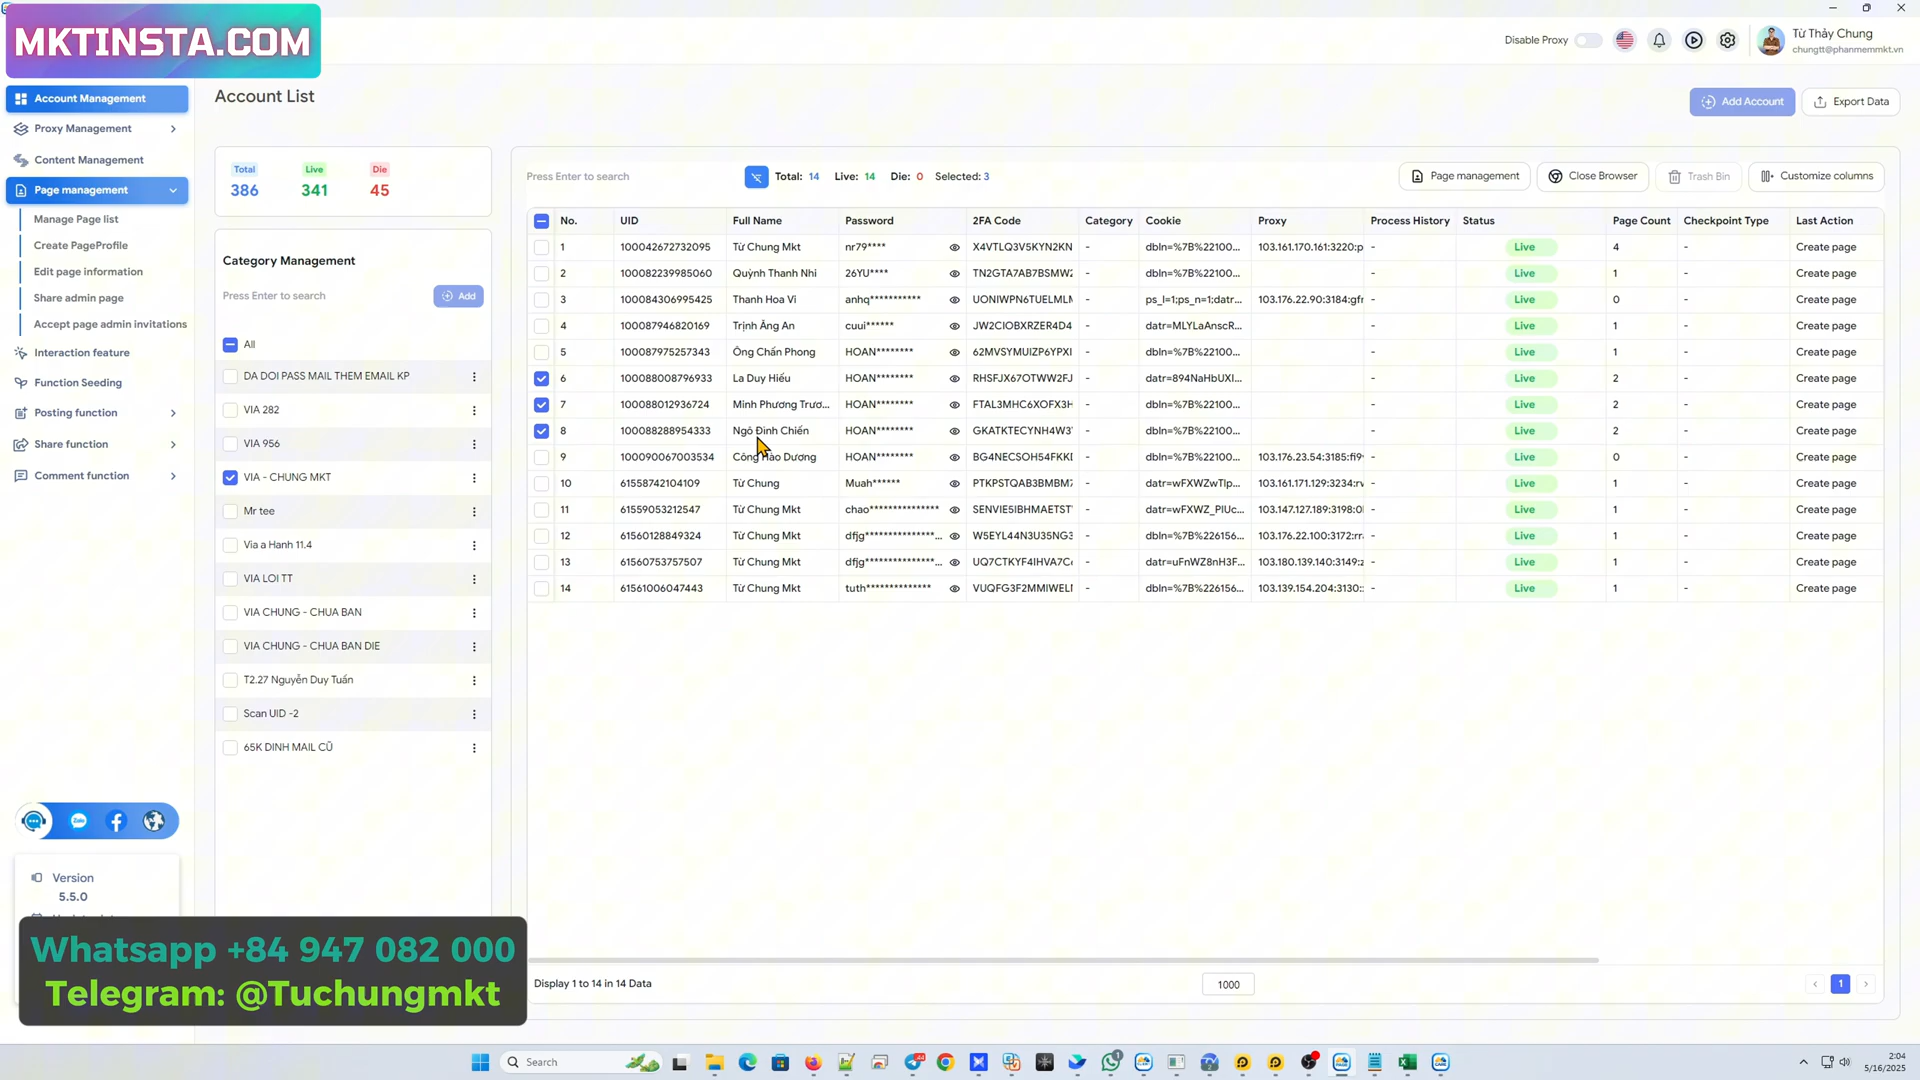 MKTINSTA.COM
Disable Proxy
Từ Thầy Chung
chungtt@phanmemmkt.vn
Account Management
Proxy Management
Content Management
Page management
Manage Page list
Create PageProfile
Edit page information
Share admin page
Accept page admin invitations
Interaction feature
Function Seeding
Posting function
Share function
Comment function
Version
5.5.0
Account List
Add Account
Export Data
Total Live Die
386 341 45
Category Management
Press Enter to search
Add
All
DA DOI PASS MAIL THEM EMAIL KP
VIA 282
VIA 956
VIA - CHUNG MKT
Mr tee
Via a Hanh 11.4
VIA LOI TT
VIA CHUNG - CHUA BAN
VIA CHUNG - CHUA BAN DIE
T2.27 Nguyễn Duy Tuấn
Scan UID -2
65K DINH MAIL CŨ
Press Enter to search
Total: 14 Live: 14 Die: 0 Selected: 3
Page management
Close Browser
Trash Bin
Customize columns
No. UID Full Name Password 2FA Code Category Cookie Proxy Process History Status Page Count Checkpoint Type Last Action
1 100042672732095 Từ Chung Mkt nr79**** X4VTLQ3V5KYN2KN - dbln=%7B%22100... 103.161.170.161:3220:p - Live 4 - Create page
2 100082239985060 Quỳnh Thanh Nhi 26YU**** TN2GTA7AB7BSMW2 - dbln=%7B%22100... - Live 1 - Create page
3 100084306995425 Thanh Hoa Vi anhq*********** UONIWPN6TUELMLM - ps_l=1;ps_n=1;datr... 103.176.22.90:3184:gfr - Live 0 - Create page
4 100087946820169 Trịnh Ăng An cuui****** JW2CIOBXRZER4D4 - datr=MLYLaAnscR... - Live 1 - Create page
5 100087975257343 Ông Chấn Phong HOAN******** 62MVSYMUIZP6YPXI - dbln=%7B%22100... - Live 1 - Create page
6 100088008796933 La Duy Hiếu HOAN******** RHSFJX67OTWW2FJ - datr=894NaHbUXI... - Live 2 - Create page
7 100088012936724 Minh Phương Trươ... HOAN******** FTAL3MHC6XOFX3H - dbln=%7B%22100... - Live 2 - Create page
8 100088288954333 Ngô Đình Chiến HOAN******** GKATKTECYNH4W3 - dbln=%7B%22100... - Live 2 - Create page
9 100090067003534 Công Hào Dương HOAN******** BG4NECSOH54FKKD - dbln=%7B%22100... 103.176.23.54:3185:fi9 - Live 0 - Create page
10 61558742104109 Từ Chung Muah****** PTKPSTQAB3BMBM7 - datr=wFXWZwTlp... 103.161.171.129:3234:rv - Live 1 - Create page
11 61559053212547 Từ Chung Mkt chao*************** SENVIE5IBHMAETST - datr=wFXWZ_PlUc... 103.147.127.189:3198:0 - Live 1 - Create page
12 61560128849324 Từ Chung Mkt dfjg***************... W5EYL44N3U35NG3 - dbln=%7B%226156... 103.176.22.100:3172:rr - Live 1 - Create page
13 61560753757507 Từ Chung Mkt dfjg***************... UQ7CTKYF4IHVA7C - datr=uFnWZ8nH3F... 103.180.139.140:3149:z - Live 1 - Create page
14 61561006047443 Từ Chung Mkt tuth************** VUQFG3F2MMIWEL - dbln=%7B%226156... 103.139.154.204:3130: - Live 1 - Create page
Display 1 to 14 in 14 Data
1000
1
Whatsapp +84 947 082 000
Telegram: @Tuchungmkt
Search
2:04
5/16/2025